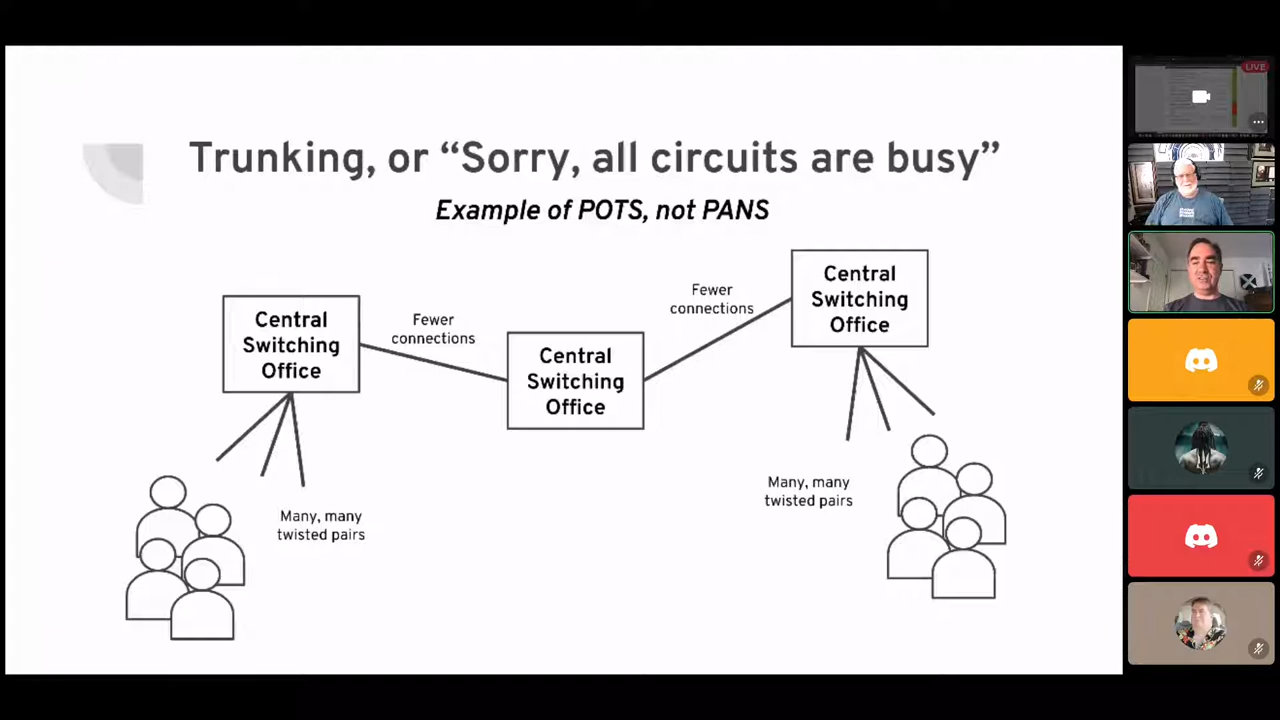 Trunking, or “Sorry, all circuits are busy”
Example of POTS, not PANS
Central
Switching
Office
Fewer
connections
Central
Switching
Office
Fewer
connections
Central
Switching
Office
Many, many
twisted pairs
Many, many
twisted pairs
LIVE